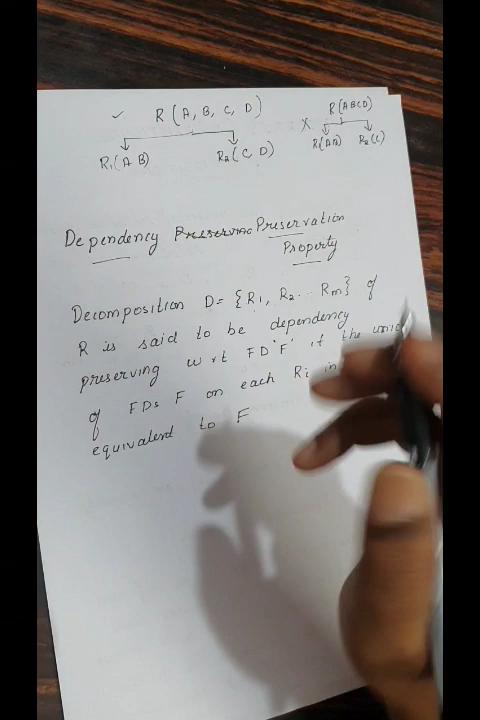 ✓ R (A, B, C, D)
R₁(A B) R₂(C, D)
X R(ABCD)
R₁(AB) R₂(C)
Dependency Preservation
Property
Decomposition D= {R₁, R₂... Rm} of
R is said to be dependency
preserving w r t FD 'F' if the
of FDs F on each Ri in
equivalent to F